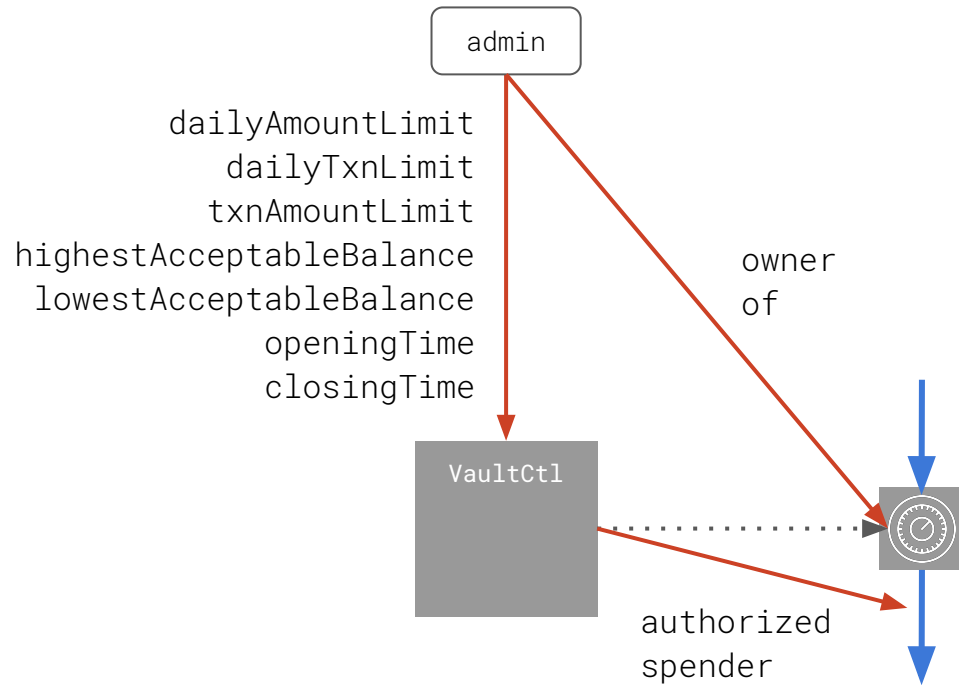 admin
dailyAmountLimit
dailyTxnLimit
txnAmountLimit
highestAcceptableBalance
lowestAcceptableBalance
openingTime
closingTime
owner
of
VaultCtl
authorized
spender